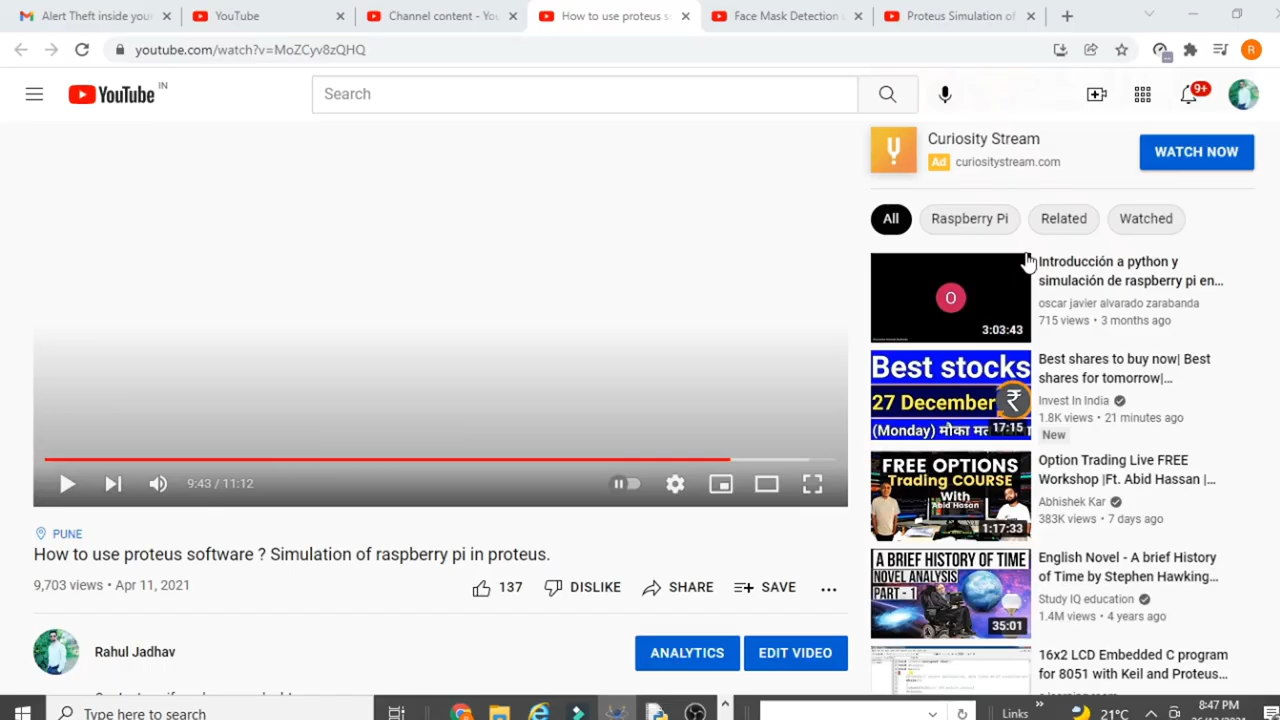 Alert Theft inside your
YouTube
Channel content - You
How to use proteus s
Face Mask Detection
Proteus Simulation of
youtube.com/watch?v=MoZCyv8zQHQ
R
YouTube IN
Search
9+
Curiosity Stream
Ad curiositystream.com
WATCH NOW
All
Raspberry Pi
Related
Watched
O
3:03:43
Introducción a python y
simulación de raspberry pi en...
oscar javier alvarado zarabanda
715 views • 3 months ago
Best stocks
27 December
(Monday) मौका
17:15
Best shares to buy now| Best
shares for tomorrow|...
Invest In India
1.8K views • 21 minutes ago
New
FREE OPTIONS
Trading COURSE
With
Abid Hasan
1:17:33
Option Trading Live FREE
Workshop |Ft. Abid Hassan |...
Abhishek Kar
383K views • 7 days ago
A BRIEF HISTORY OF TIME
NOVEL ANALYSIS
PART - 1
35:01
English Novel - A brief History
of Time by Stephen Hawking...
Study IQ education
1.4M views • 4 years ago
16x2 LCD Embedded C program
for 8051 with Keil and Proteus...
9:43 / 11:12
PUNE
How to use proteus software ? Simulation of raspberry pi in proteus.
9,703 views • Apr 11, 2021
137
DISLIKE
SHARE
SAVE
Rahul Jadhav
ANALYTICS
EDIT VIDEO
Type here to search
Links
21°C
8:47 PM